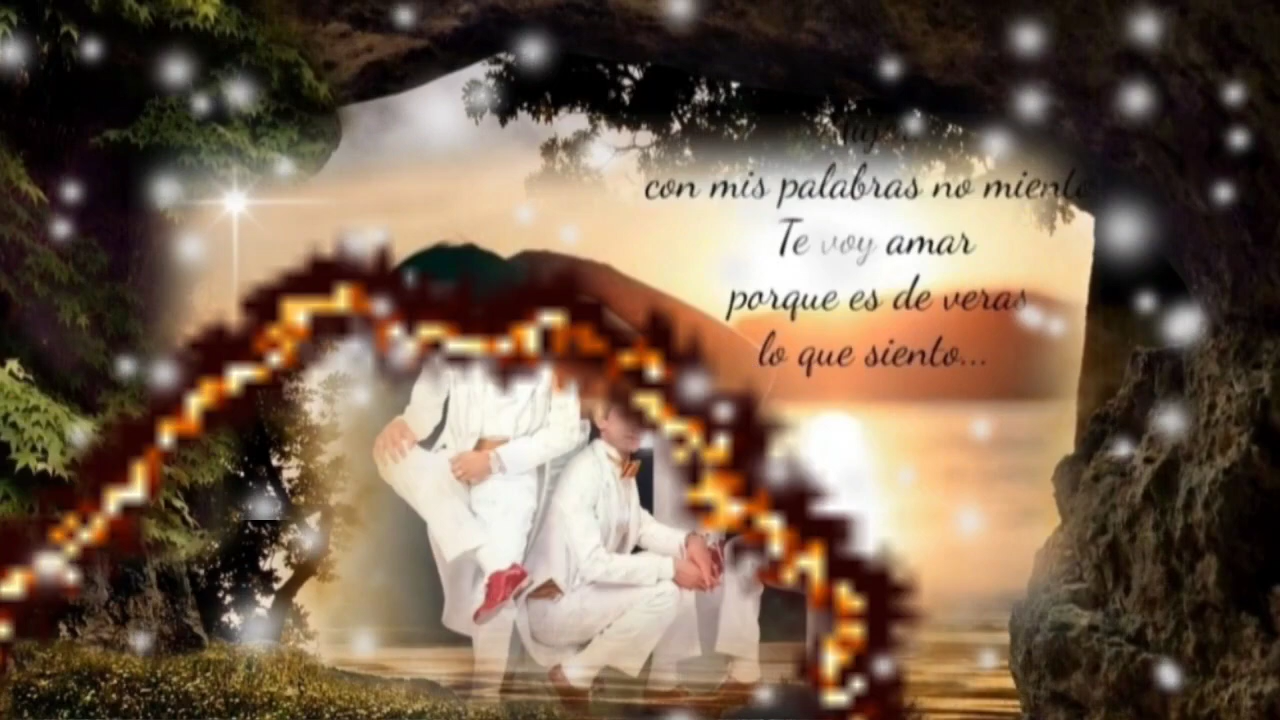 con mis palabras no miento
Te voy amar
porque es de veras
lo que siento...